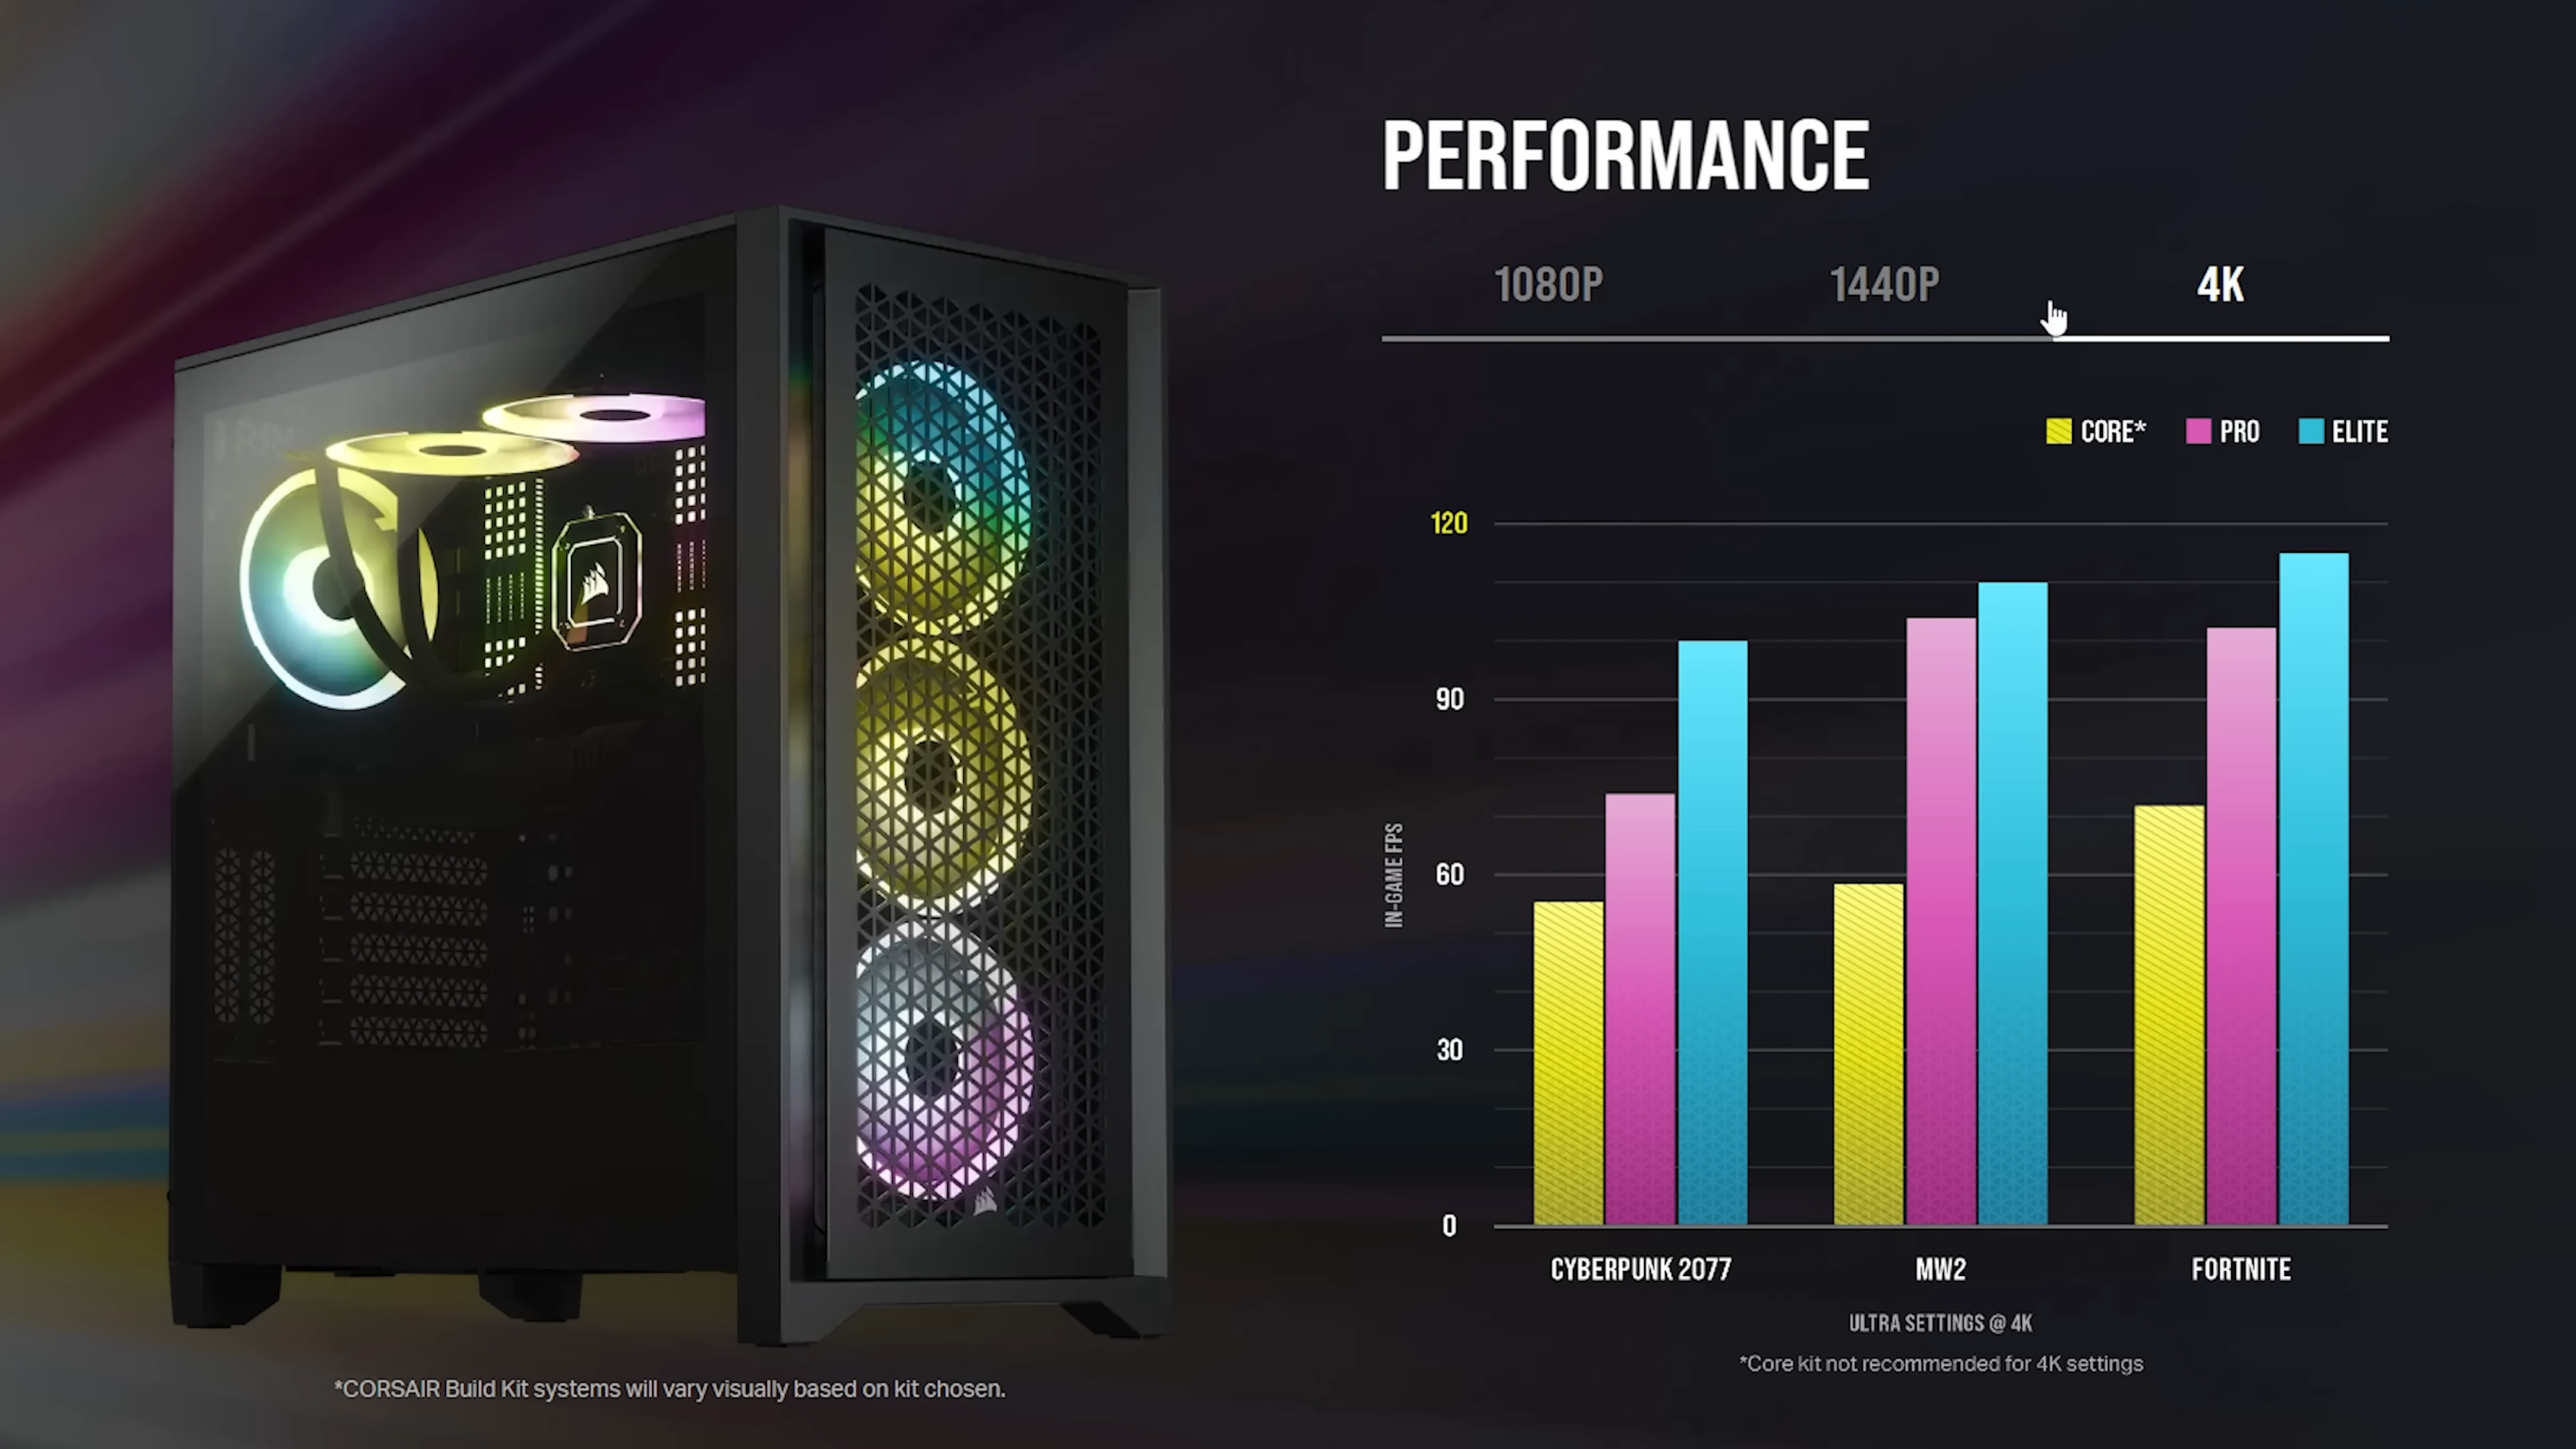 PERFORMANCE
1080P 1440P 4K
CORE* PRO ELITE
120
90
60
30
0
IN-GAME FPS
CYBERPUNK 2077 MW2 FORTNITE
ULTRA SETTINGS @ 4K
*Core kit not recommended for 4K settings
*CORSAIR Build Kit systems will vary visually based on kit chosen.